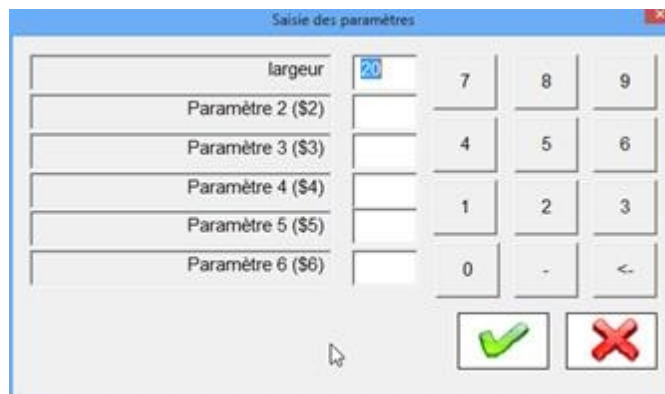 Saisie des paramètres
largeur 20
Paramètre 2 ($2)
Paramètre 3 ($3)
Paramètre 4 ($4)
Paramètre 5 ($5)
Paramètre 6 ($6)
7 8 9
4 5 6
1 2 3
0 - <-